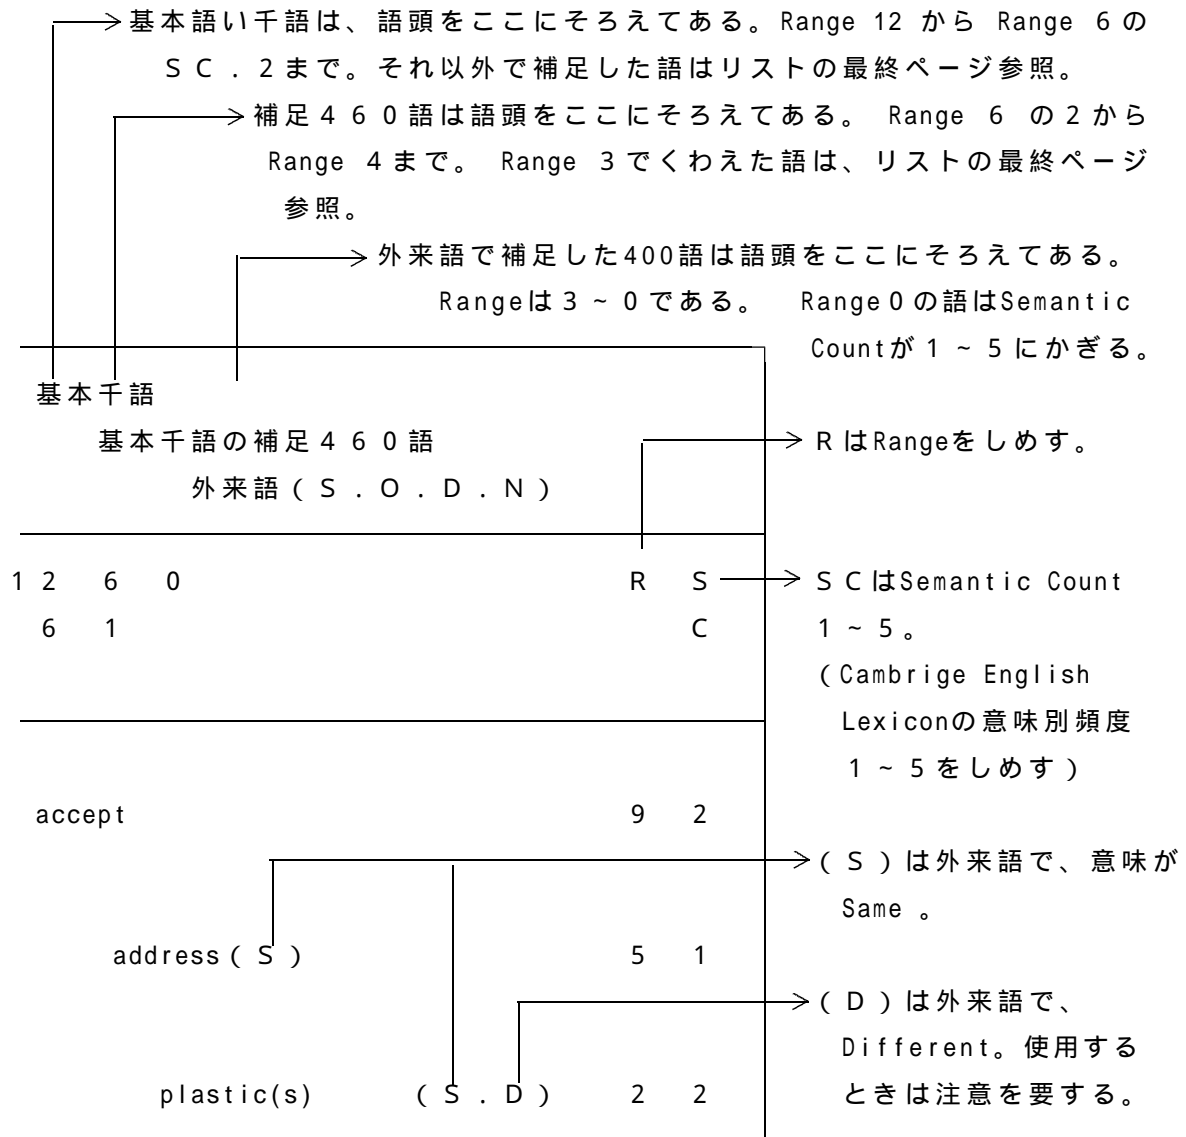 基本語い千語は、語頭をここにそろえてある。Range 12 から Range 6の
ＳＣ．２まで。それ以外で補足した語はリストの最終ページ参照。
補足４６０語は語頭をここにそろえてある。 Range 6 の２から
Range 4まで。 Range 3でくわえた語は、リストの最終ページ
参照。
外来語で補足した400語は語頭をここにそろえてある。
Rangeは３~０である。 Range０の語はSemantic
Countが１~５にかぎる。
基本千語
基本千語の補足４６０語
ＲはRangeをしめす。
外来語（Ｓ．Ｏ．Ｄ．Ｎ）
12 6 0 R S
ＳＣはSemantic Count
6 1 C
１~５。
（Cambrige English
Lexiconの意味別頻度
１~５をしめす）
accept 9 2
（Ｓ）は外来語で、意味が
Same 。
address（Ｓ） 5 1
（Ｄ）は外来語で、
Different。使用する
plastic(s) （Ｓ．Ｄ） 2 2
ときは注意を要する。